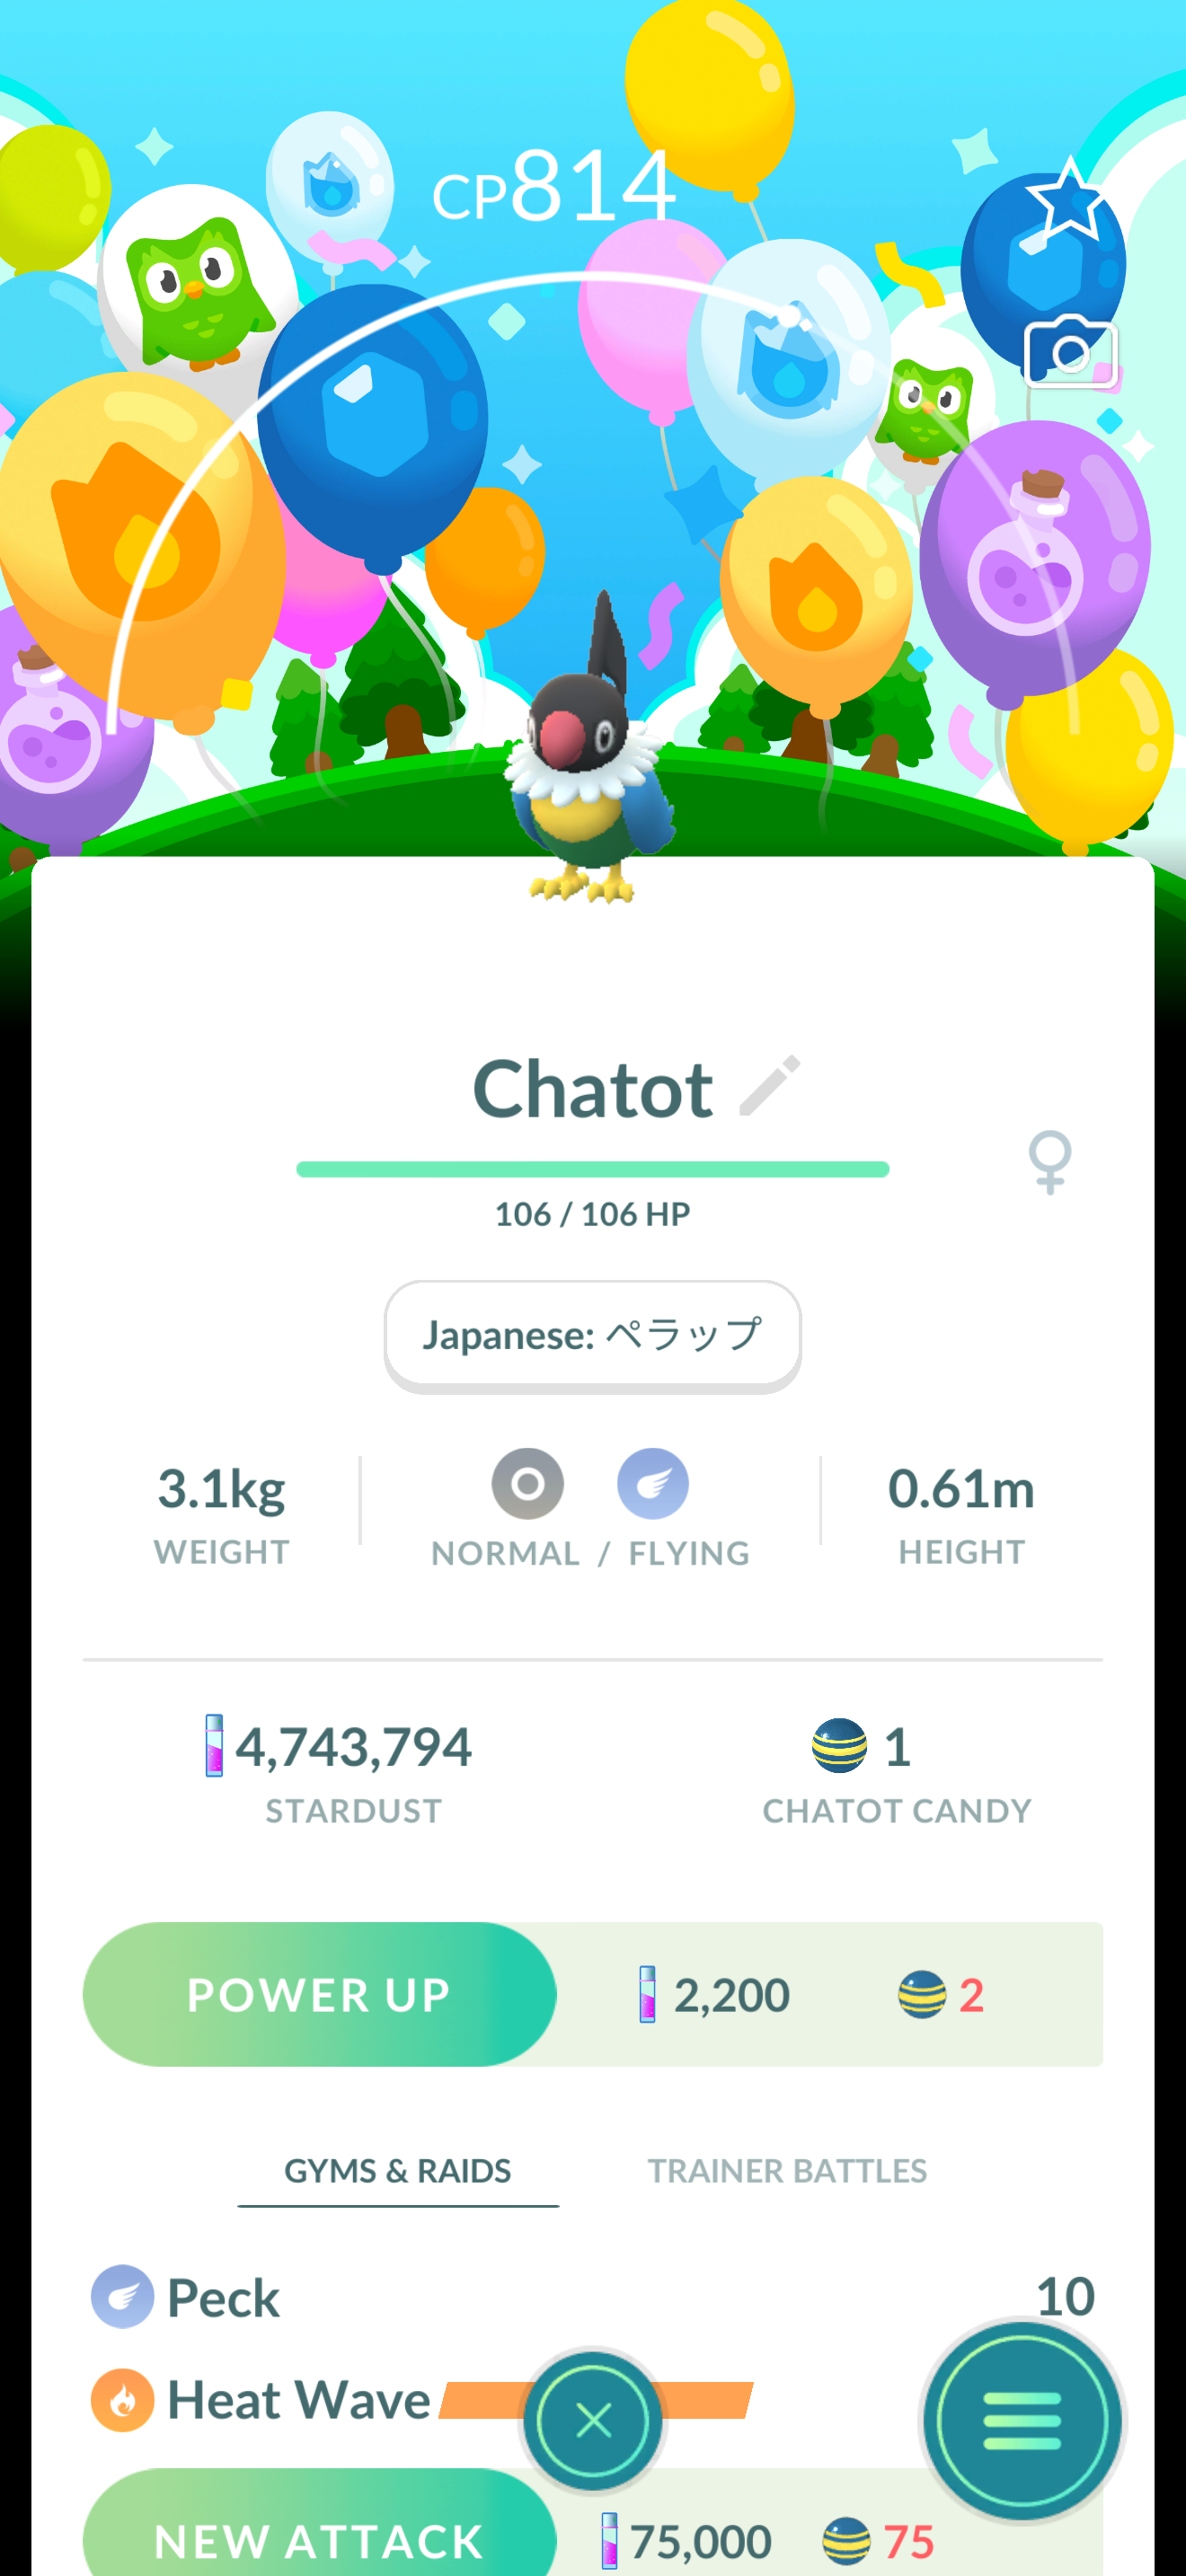 CP814
Chatot
106 / 106 HP
Japanese: ペラップ
3.1kg
WEIGHT
NORMAL / FLYING
0.61m
HEIGHT
4,743,794
STARDUST
1
CHATOT CANDY
POWER UP 2,200 2
GYMS & RAIDS TRAINER BATTLES
Peck 10
Heat Wave
NEW ATTACK 75,000 75